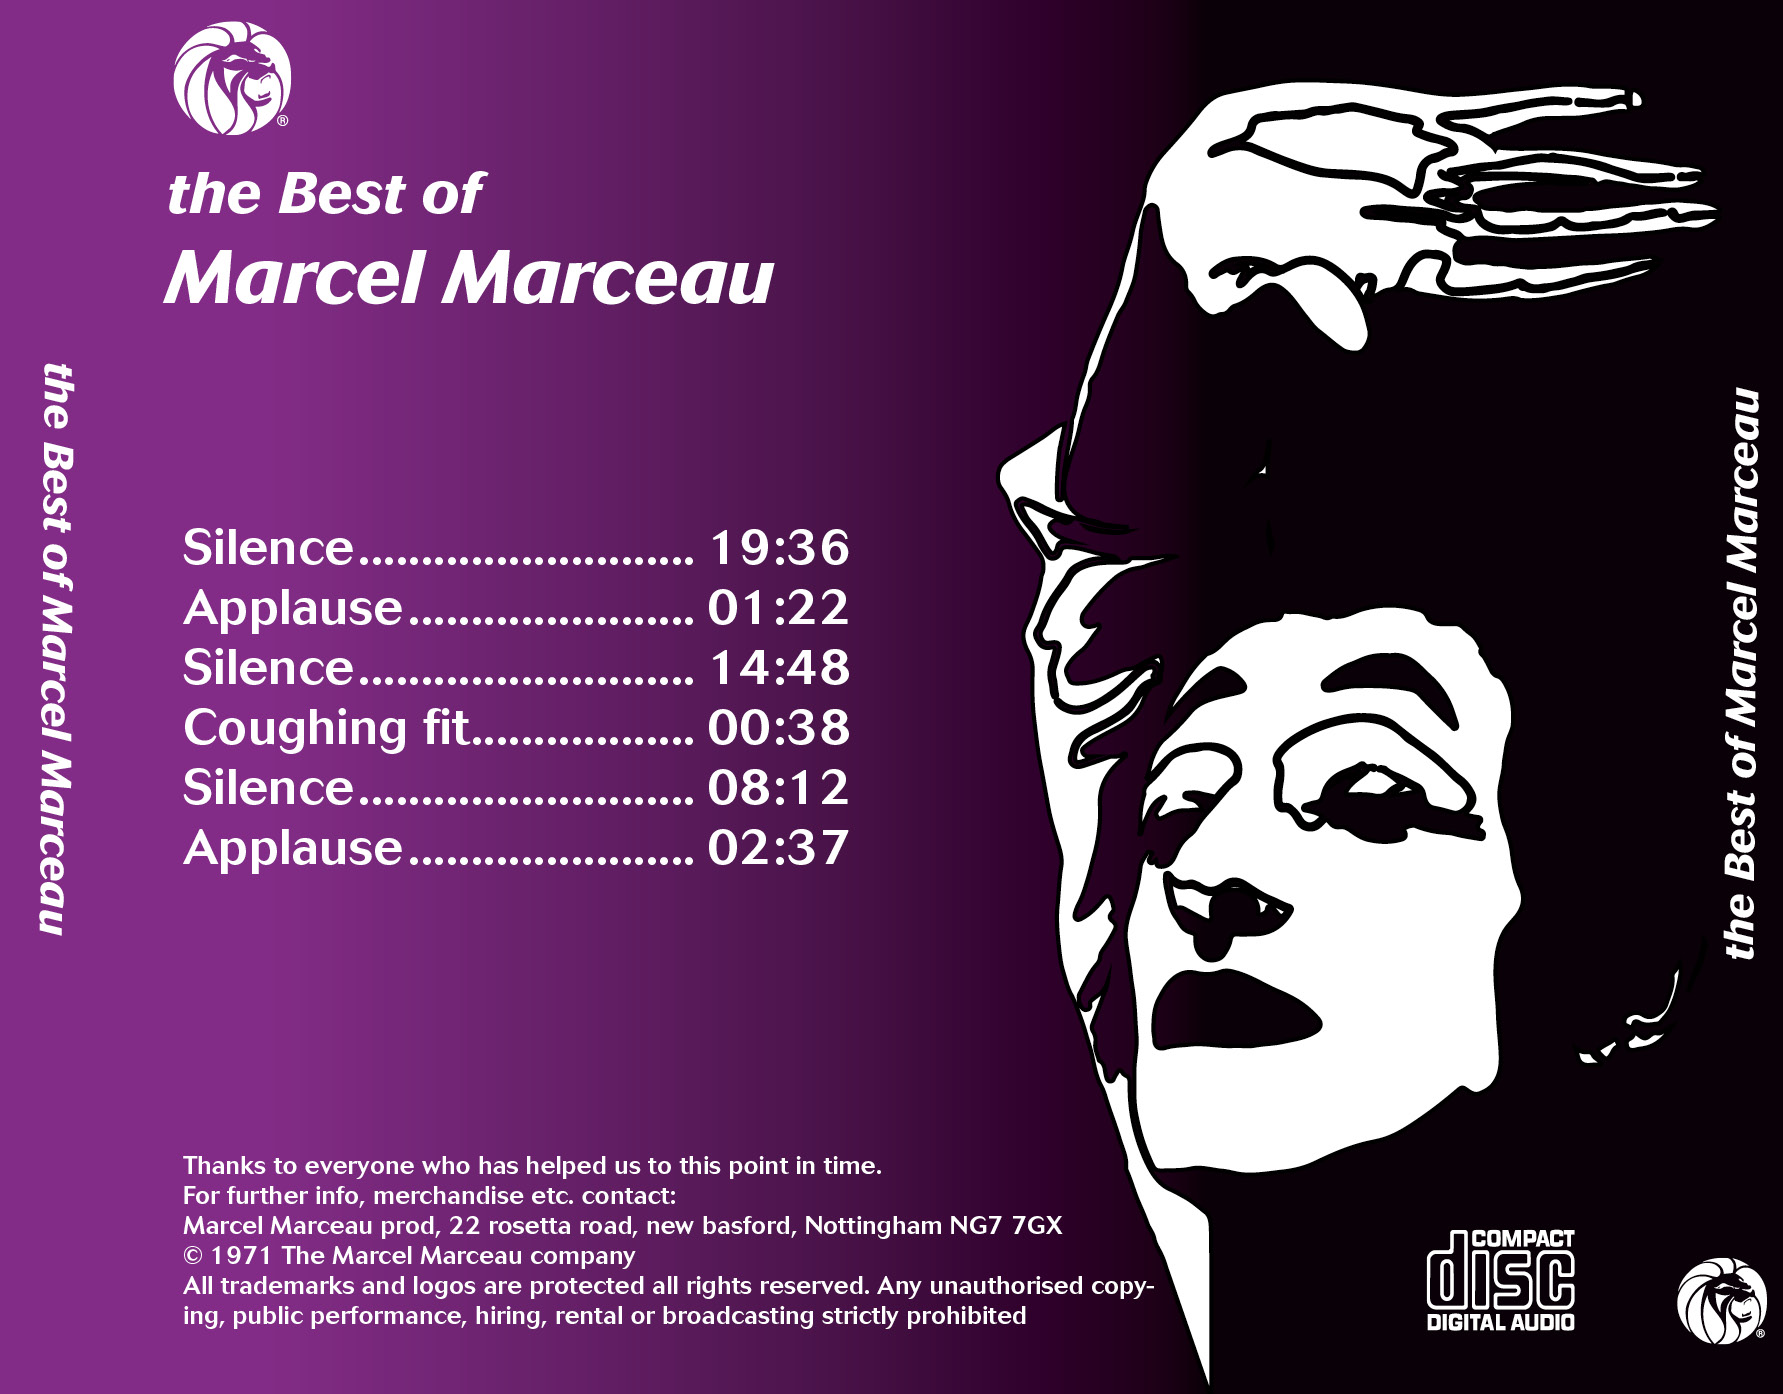 ®
the Best of
Marcel Marceau
the Best of Marcel Marceau
Silence........................... 19:36
Applause....................... 01:22
Silence........................... 14:48
Coughing fit.................. 00:38
Silence........................... 08:12
Applause....................... 02:37
the Best of Marcel Marceau
Thanks to everyone who has helped us to this point in time.
For further info, merchandise etc. contact:
Marcel Marceau prod, 22 rosetta road, new basford, Nottingham NG7 7GX
© 1971 The Marcel Marceau company
All trademarks and logos are protected all rights reserved. Any unauthorised copy-
ing, public performance, hiring, rental or broadcasting strictly prohibited
COMPACT
disc
DIGITAL AUDIO
®